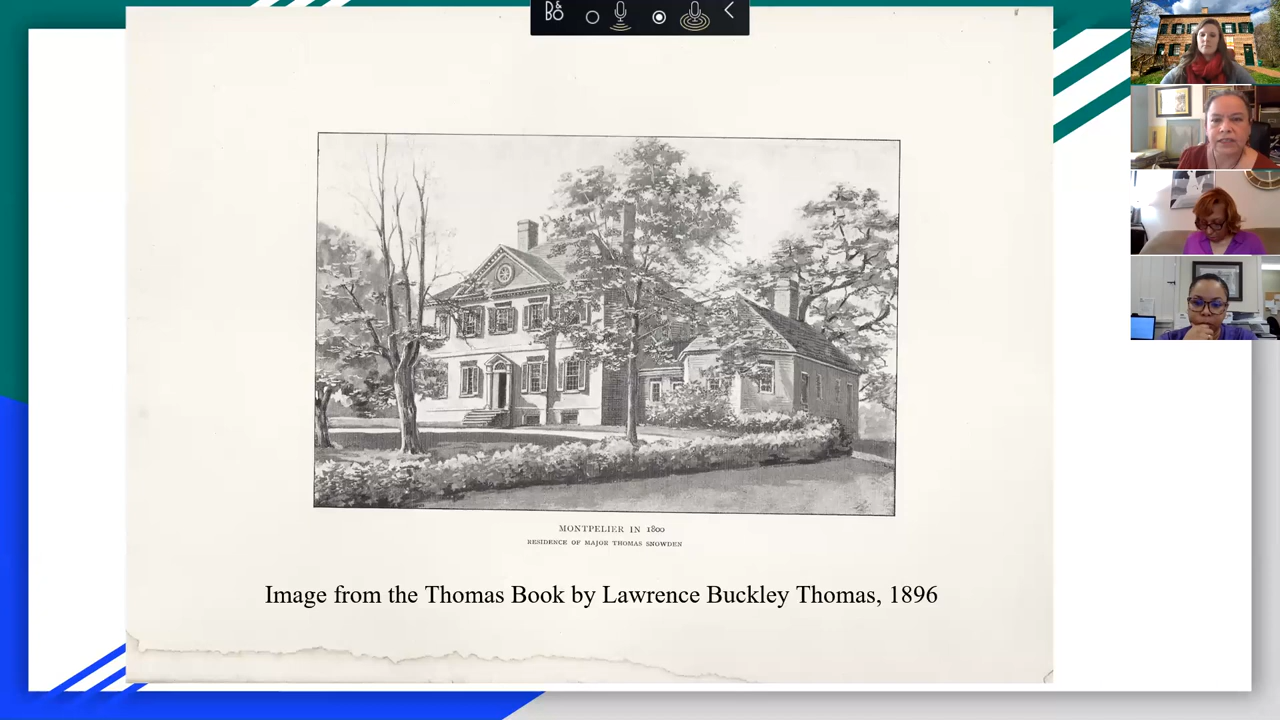 B&O
MONTPELIER IN 1800
RESIDENCE OF MAJOR THOMAS SNOWDEN
Image from the Thomas Book by Lawrence Buckley Thomas, 1896